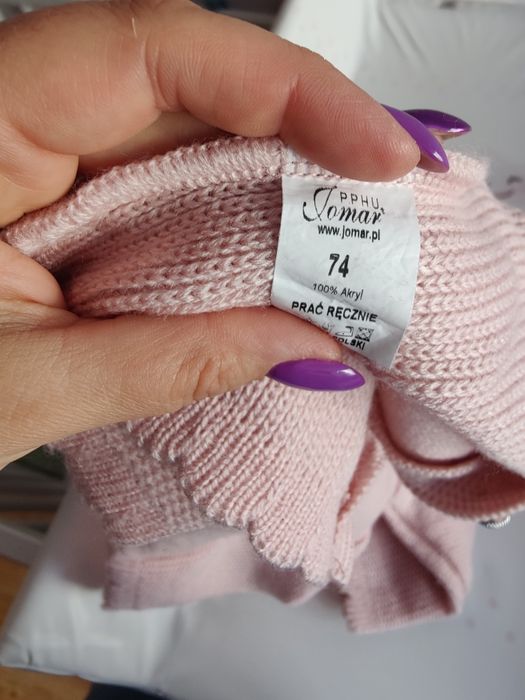 PPHU
Jomar
www.jomar.pl
74
100% Akryl
PRAĆ RĘCZNIE